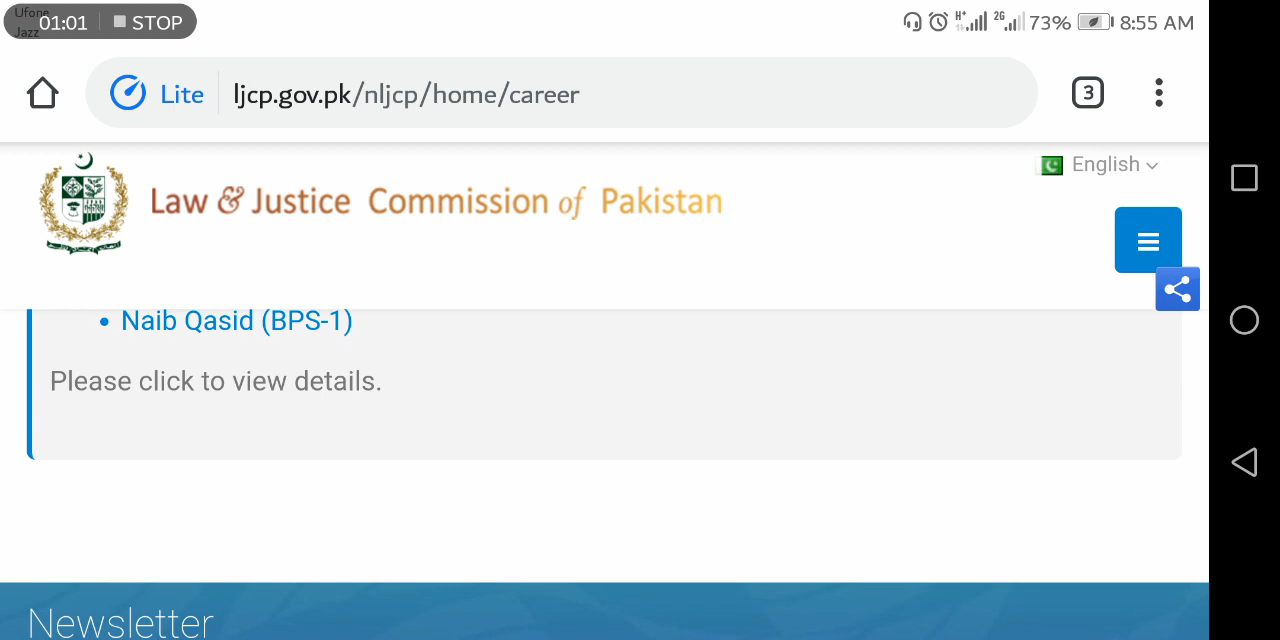 Ufone
Jazz
01:01 STOP
H+ 2G 73% 8:55 AM
Lite ljcp.gov.pk/nljcp/home/career 3
English
Law & Justice Commission of Pakistan
• Naib Qasid (BPS-1)
Please click to view details.
Newsletter